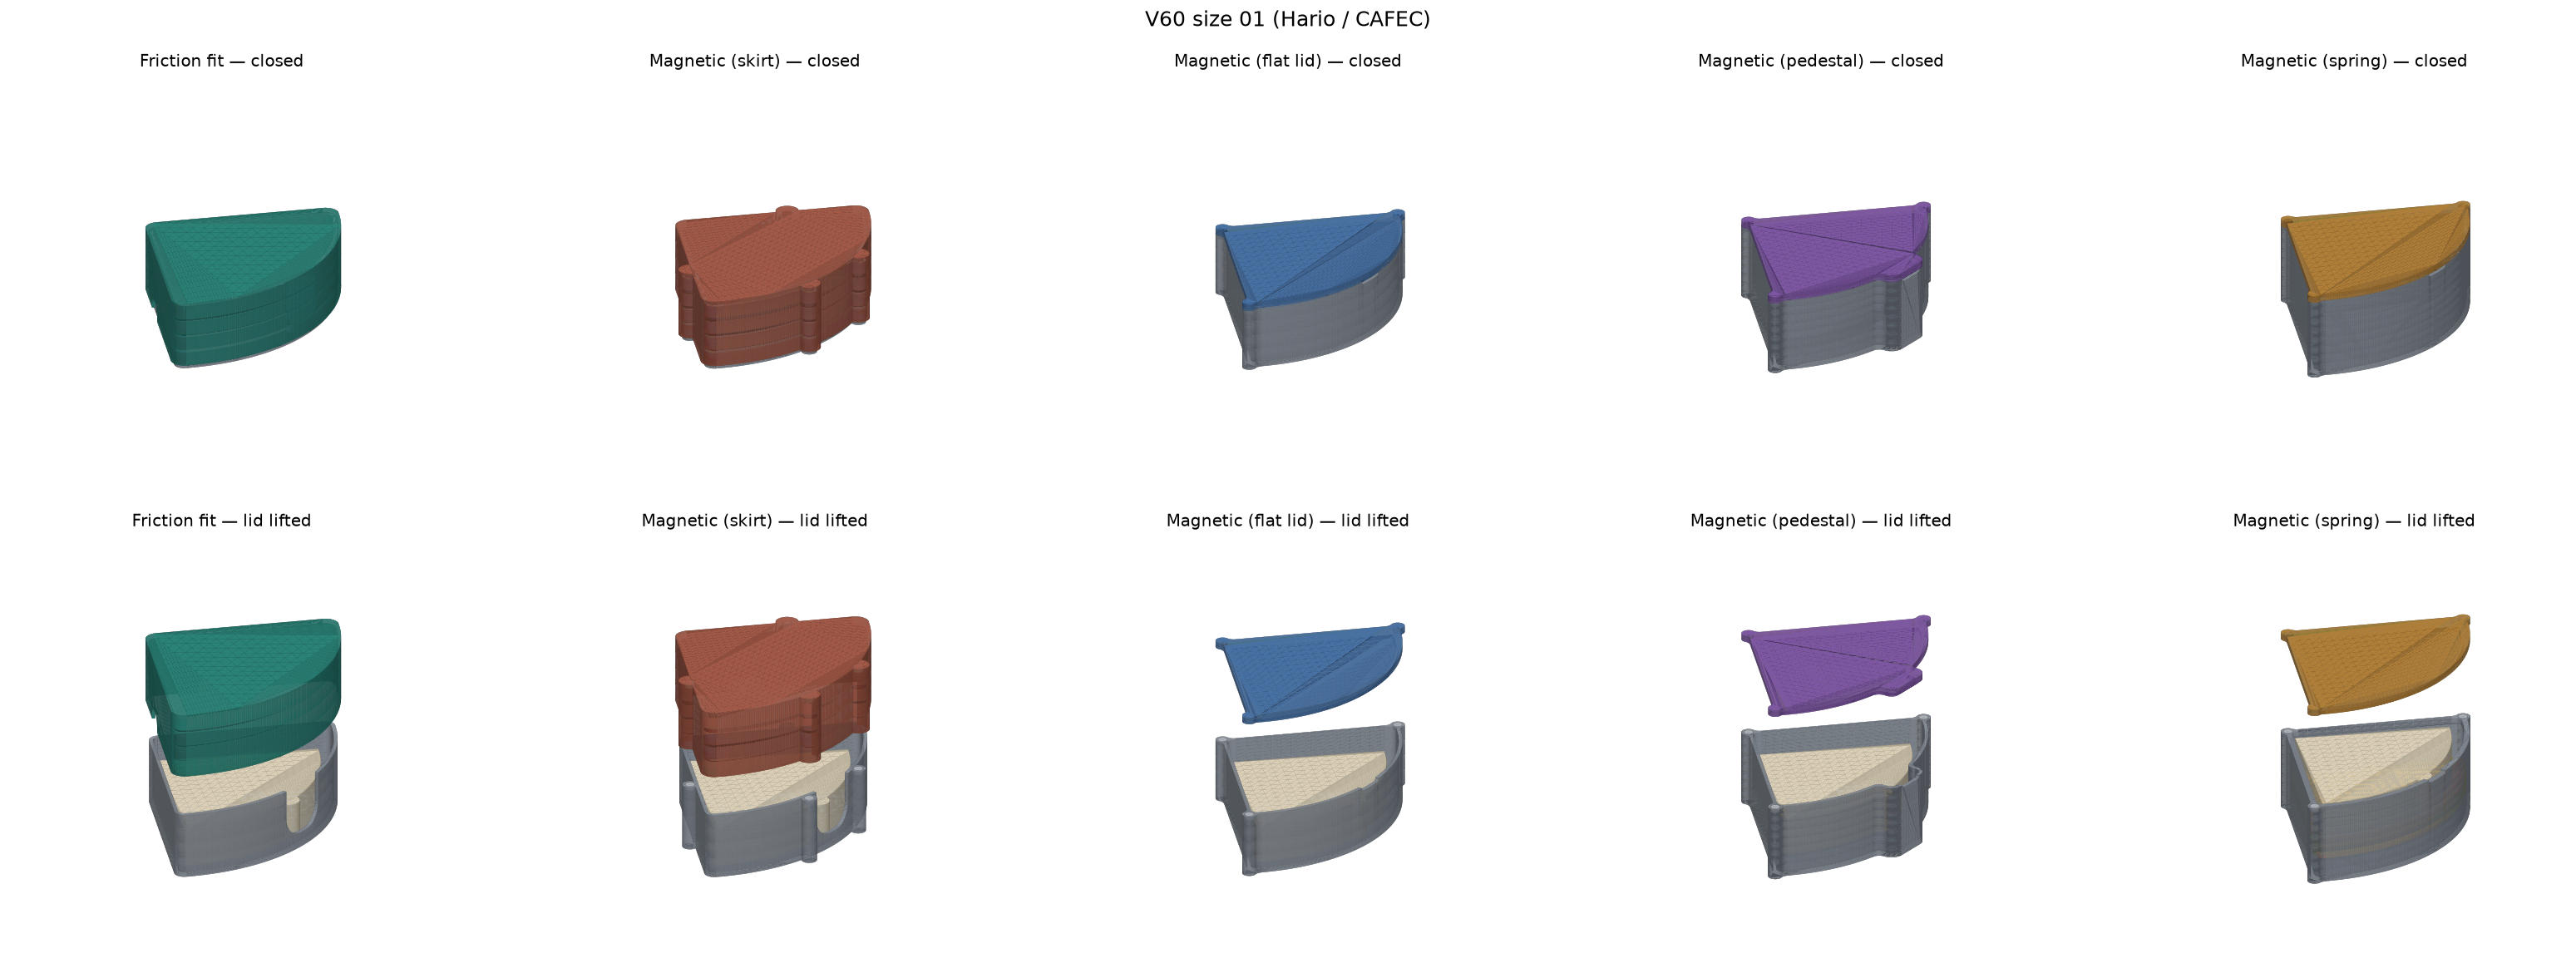 V60 size 01 (Hario / CAFEC)
Friction fit — closed
Magnetic (skirt) — closed
Magnetic (flat lid) — closed
Magnetic (pedestal) — closed
Magnetic (spring) — closed
Friction fit — lid lifted
Magnetic (skirt) — lid lifted
Magnetic (flat lid) — lid lifted
Magnetic (pedestal) — lid lifted
Magnetic (spring) — lid lifted